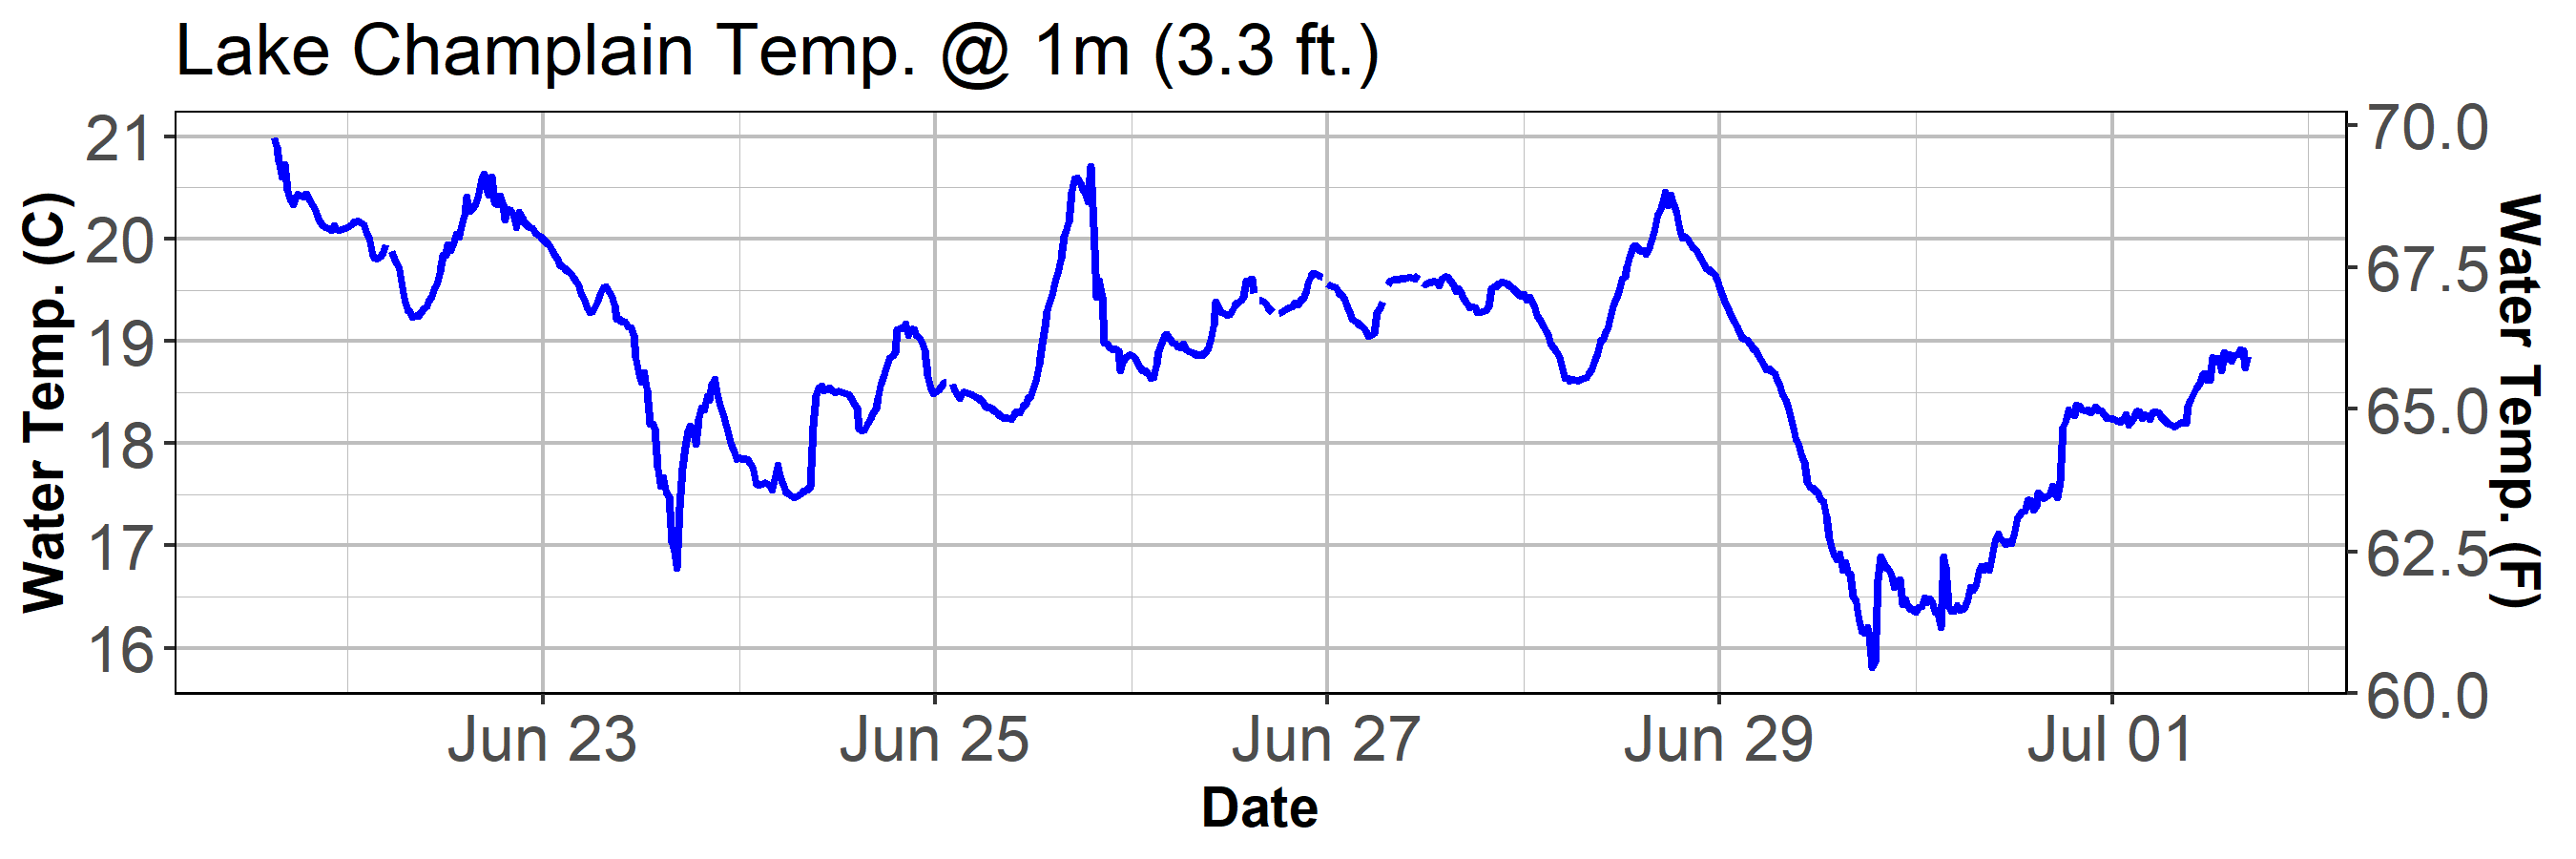 Lake Champlain Temp. @ 1m (3.3 ft.)
Water Temp. (C)
21
20
19
18
17
16
70.0
67.5
65.0
62.5
60.0
Water Temp. (F)
Jun 23
Jun 25
Jun 27
Jun 29
Jul 01
Date